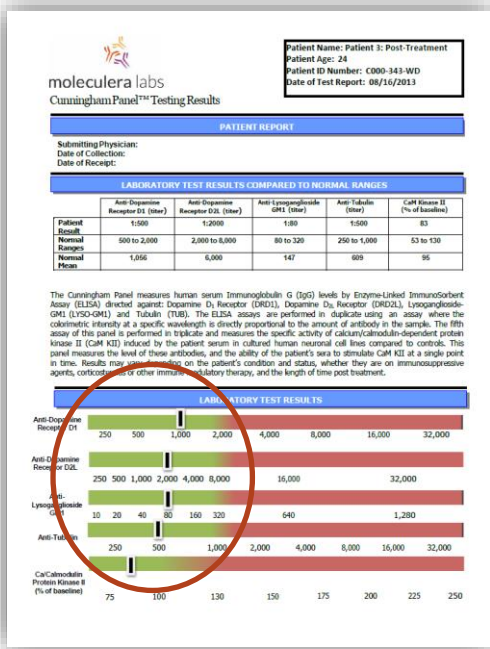 moleculera labs
Cunningham Panel™ Testing Results
Patient Name: Patient 3: Post-Treatment
Patient Age: 24
Patient ID Number: C000-343-WD
Date of Test Report: 08/16/2013
PATIENT REPORT
Submitting Physician:
Date of Collection:
Date of Receipt:
LABORATORY TEST RESULTS COMPARED TO NORMAL RANGES
Anti-Dopamine Receptor D1 (titer) Anti-Dopamine Receptor D2L (titer) Anti-Lysoganglioside GM1 (titer) Anti-Tubulin (titer) CaM Kinase II (% of baseline)
Patient Result 1:500 1:2000 1:80 1:500 83
Normal Ranges 500 to 2,000 2,000 to 8,000 80 to 320 250 to 1,000 53 to 130
Normal Mean 1,056 6,000 147 609 95
The Cunningham Panel measures human serum Immunoglobulin G (IgG) levels by Enzyme-Linked ImmunoSorbent
Assay (ELISA) directed against: Dopamine D1 Receptor (DRD1), Dopamine D2L Receptor (DRD2L), Lysoganglioside-
GM1 (LYSO-GM1) and Tubulin (TUB). The ELISA assays are performed in duplicate using an assay where the
colorimetric intensity at a specific wavelength is directly proportional to the amount of antibody in the sample. The fifth
assay of this panel is performed in triplicate and measures the specific activity of calcium/calmodulin-dependent protein
kinase II (CaM KII) induced by the patient serum in cultured human neuronal cell lines compared to controls. This
panel measures the level of these antibodies, and the ability of the patient's sera to stimulate CaM KII at a single point
in time. Results may vary depending on the patient's condition and status, whether they are on immunosuppressive
agents, or other immune modulatory therapy, and the length of time post treatment.
LABORATORY TEST RESULTS
Anti-Dopamine
Receptor D1
250 500 1,000 2,000 4,000 8,000 16,000 32,000
Anti-Dopamine
Receptor D2L
250 500 1,000 2,000 4,000 8,000 16,000 32,000
Anti-
Lysoganglioside
GM1
10 20 40 80 160 320 640 1,280
Anti-Tubulin
250 500 1,000 2,000 4,000 8,000 16,000 32,000
Ca/Calmodulin
Protein Kinase II
(% of baseline)
75 100 130 150 175 200 225 250